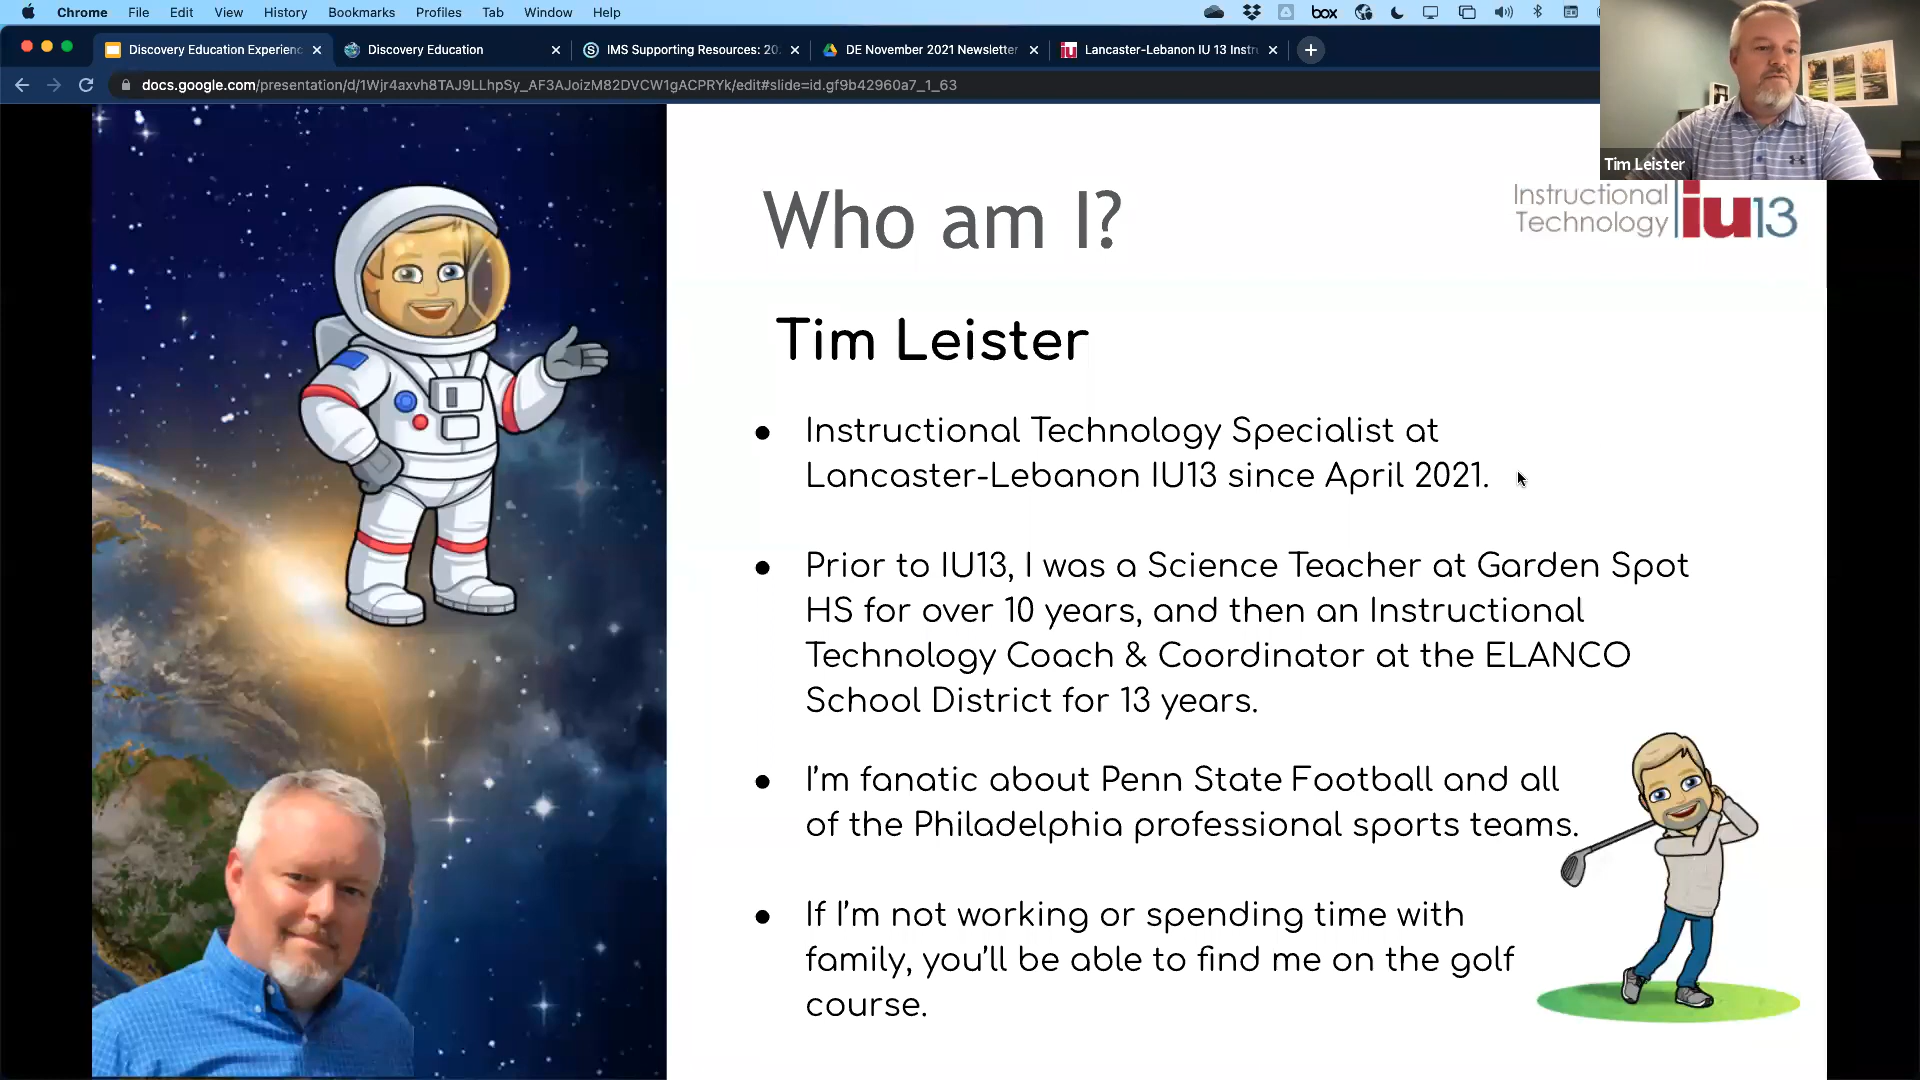 Chrome File Edit View History Bookmarks Profiles Tab Window Help
box
Discovery Education Experienc
Discovery Education
IMS Supporting Resources: 20
DE November 2021 Newsletter
Lancaster-Lebanon IU 13 Instr
docs.google.com/presentation/d/1Wjr4axvh8TAJ9LLhpSy_AF3AJoizM82DVCW1gACPRYk/edit#slide=id.gf9b42960a7_1_63
Tim Leister
Instructional
Technology
iu13
Who am I?
Tim Leister
● Instructional Technology Specialist at
Lancaster-Lebanon IU13 since April 2021.
● Prior to IU13, I was a Science Teacher at Garden Spot
HS for over 10 years, and then an Instructional
Technology Coach & Coordinator at the ELANCO
School District for 13 years.
● I'm fanatic about Penn State Football and all
of the Philadelphia professional sports teams.
● If I'm not working or spending time with
family, you'll be able to find me on the golf
course.